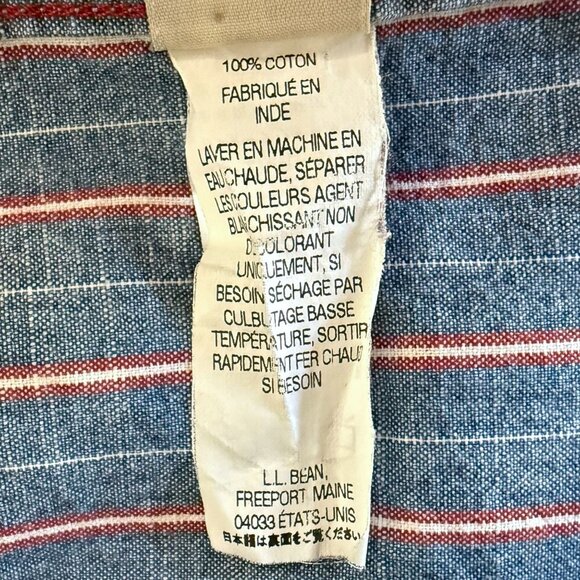 100% COTON
FABRIQUÉ EN
INDE
LAVER EN MACHINE EN
EAU CHAUDE, SÉPARER
LES COULEURS AGENT
BLANCHISSANT NON
DÉCOLORANT
UNIQUEMENT, SI
BESOIN SÉCHAGE PAR
CULBUTAGE BASSE
TEMPÉRATURE, SORTIR
RAPIDEMENT FER CHAUD
SI BESOIN
L.L. BEAN,
FREEPORT MAINE
04033 ÉTATS-UNIS
日本語は裏面をご覧ください